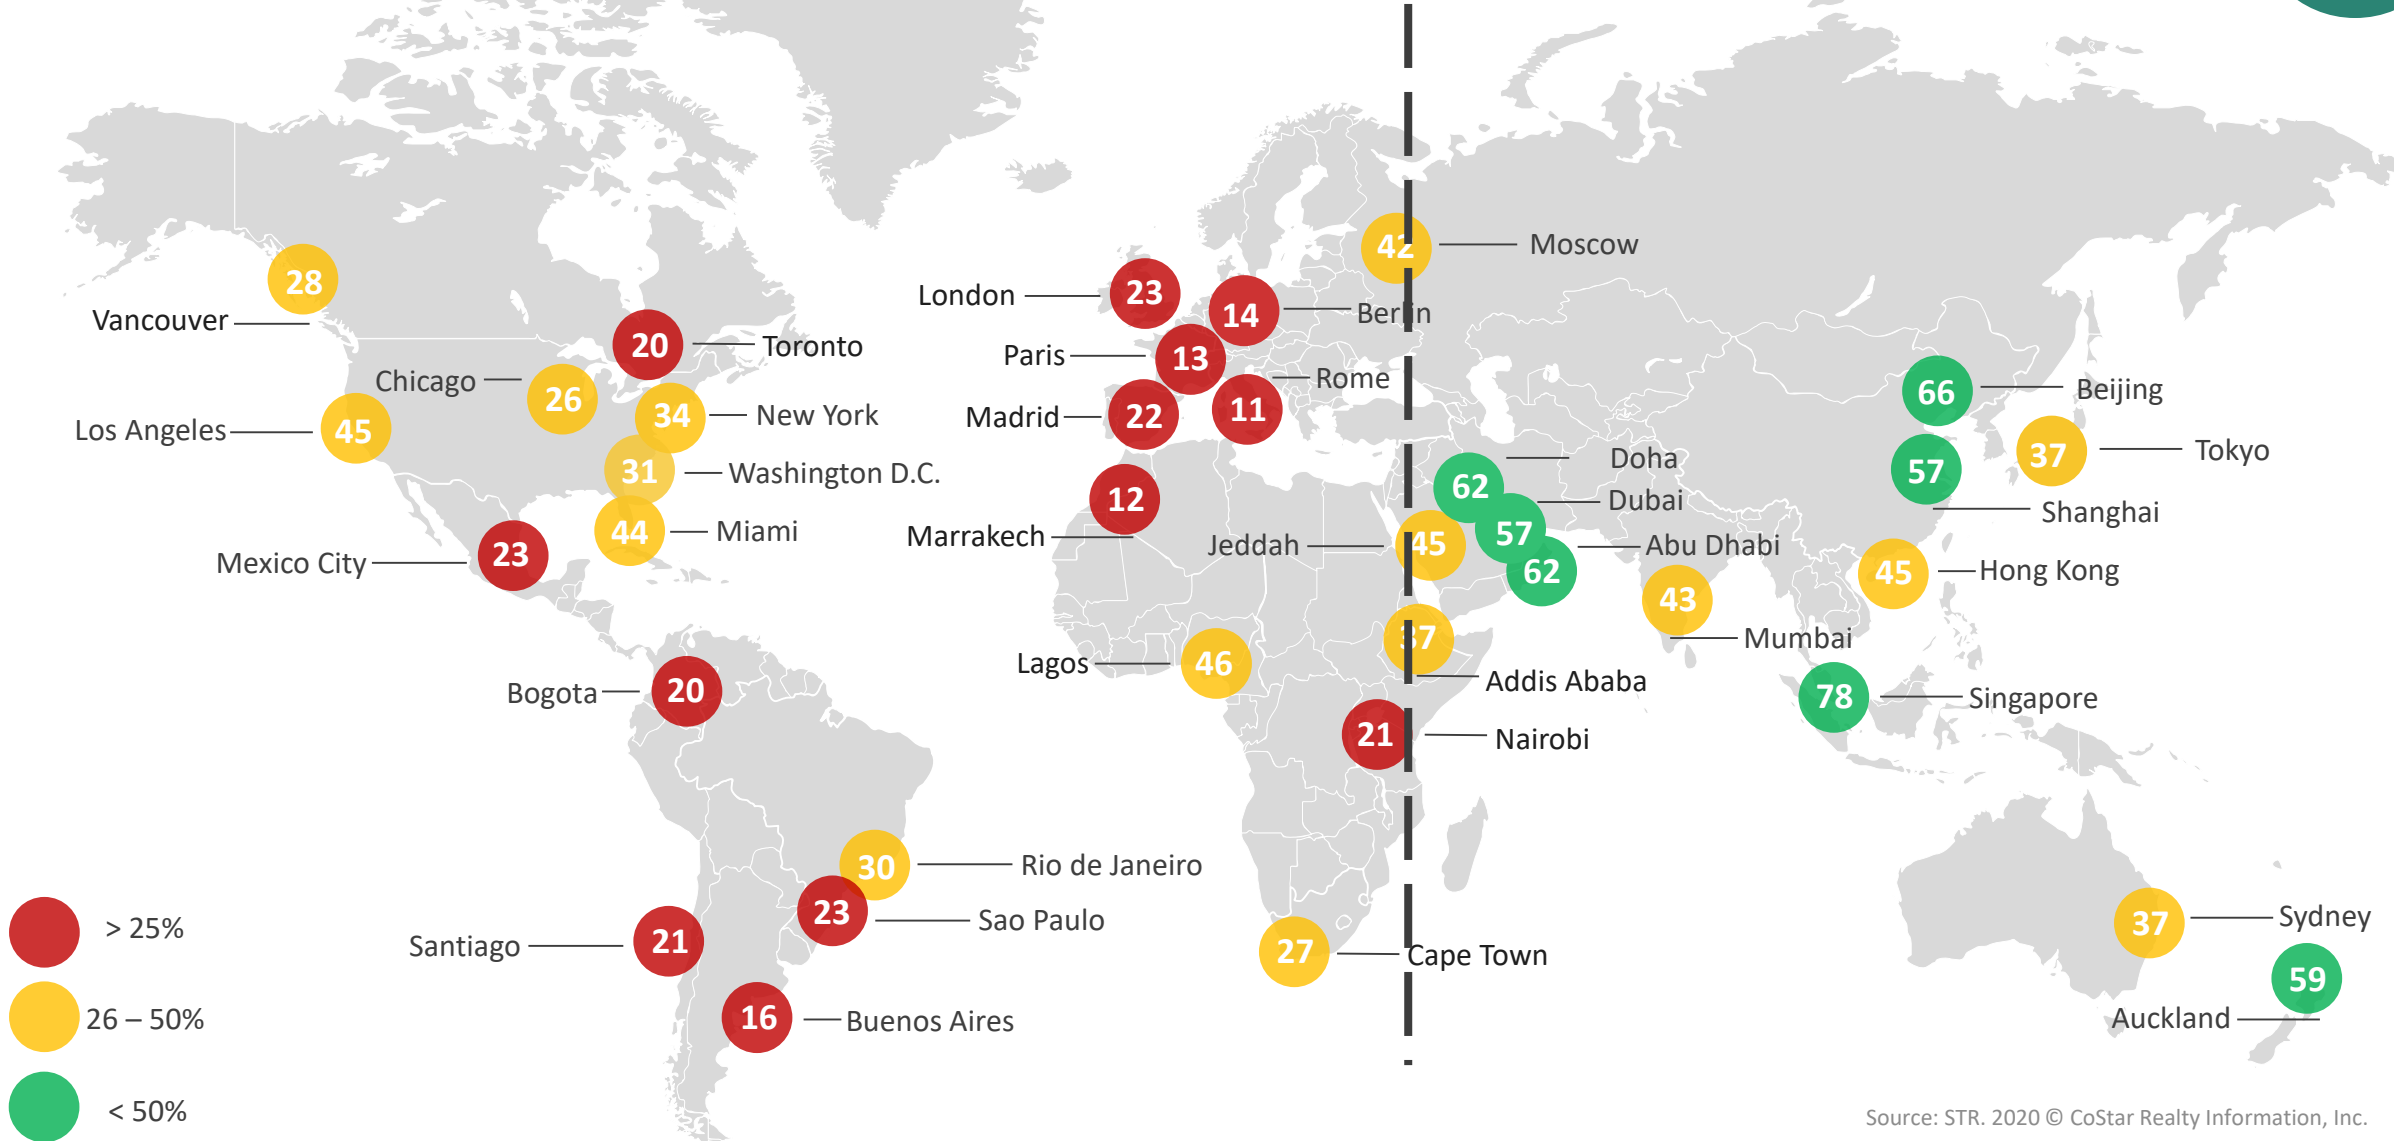 42
Moscow
28
Vancouver
London
23
14
Berlin
20
Toronto
Paris
13
Rome
Chicago
26
34
New York
Madrid
22
11
66
Beijing
Los Angeles
45
37
Tokyo
31
Washington D.C.
Doha
57
Shanghai
12
Marrakech
62
Dubai
57
44
Miami
Jeddah
45
Abu Dhabi
62
Mexico City
23
45
Hong Kong
43
Mumbai
Lagos
46
37
Addis Ababa
Bogota
20
78
Singapore
21
Nairobi
30
Rio de Janeiro
23
Sao Paulo
Santiago
21
27
Cape Town
37
Sydney
59
Auckland
16
Buenos Aires
> 25%
26 – 50%
< 50%
Source: STR. 2020 © CoStar Realty Information, Inc.